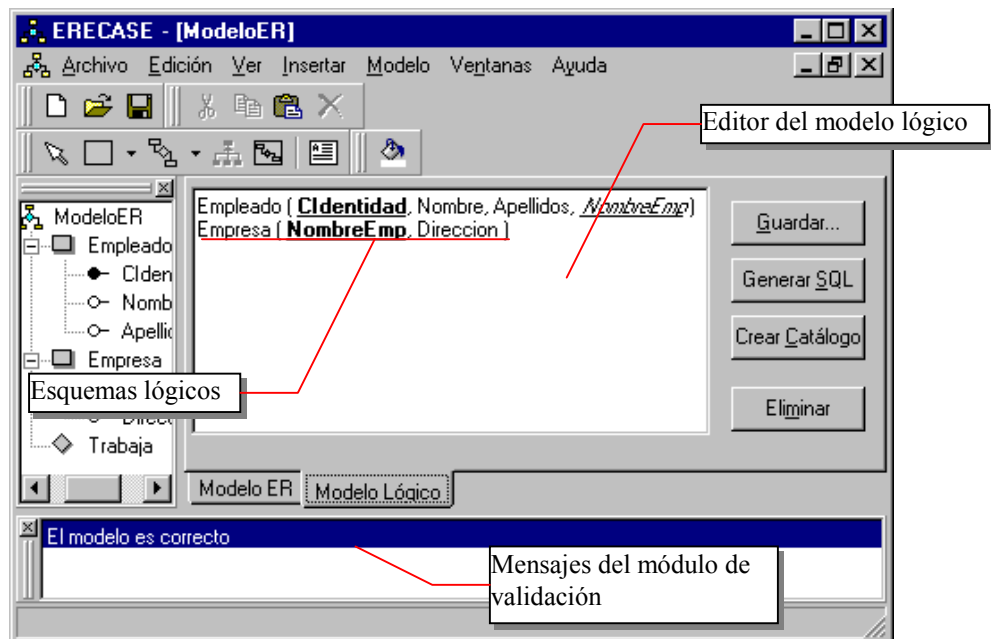 ERECASE - [ModeloER]
Archivo Edición Ver Insertar Modelo Ventanas Ayuda
Editor del modelo lógico
ModeloER
Empleado
CIden
Nomb
Apellid
Empresa
Trabaja
Empleado ( CIdentidad, Nombre, Apellidos, NombreEmp)
Empresa ( NombreEmp, Direccion )
Guardar...
Generar SQL
Crear Catálogo
Eliminar
Esquemas lógicos
Modelo ER
Modelo Lógico
El modelo es correcto
Mensajes del módulo de
validación